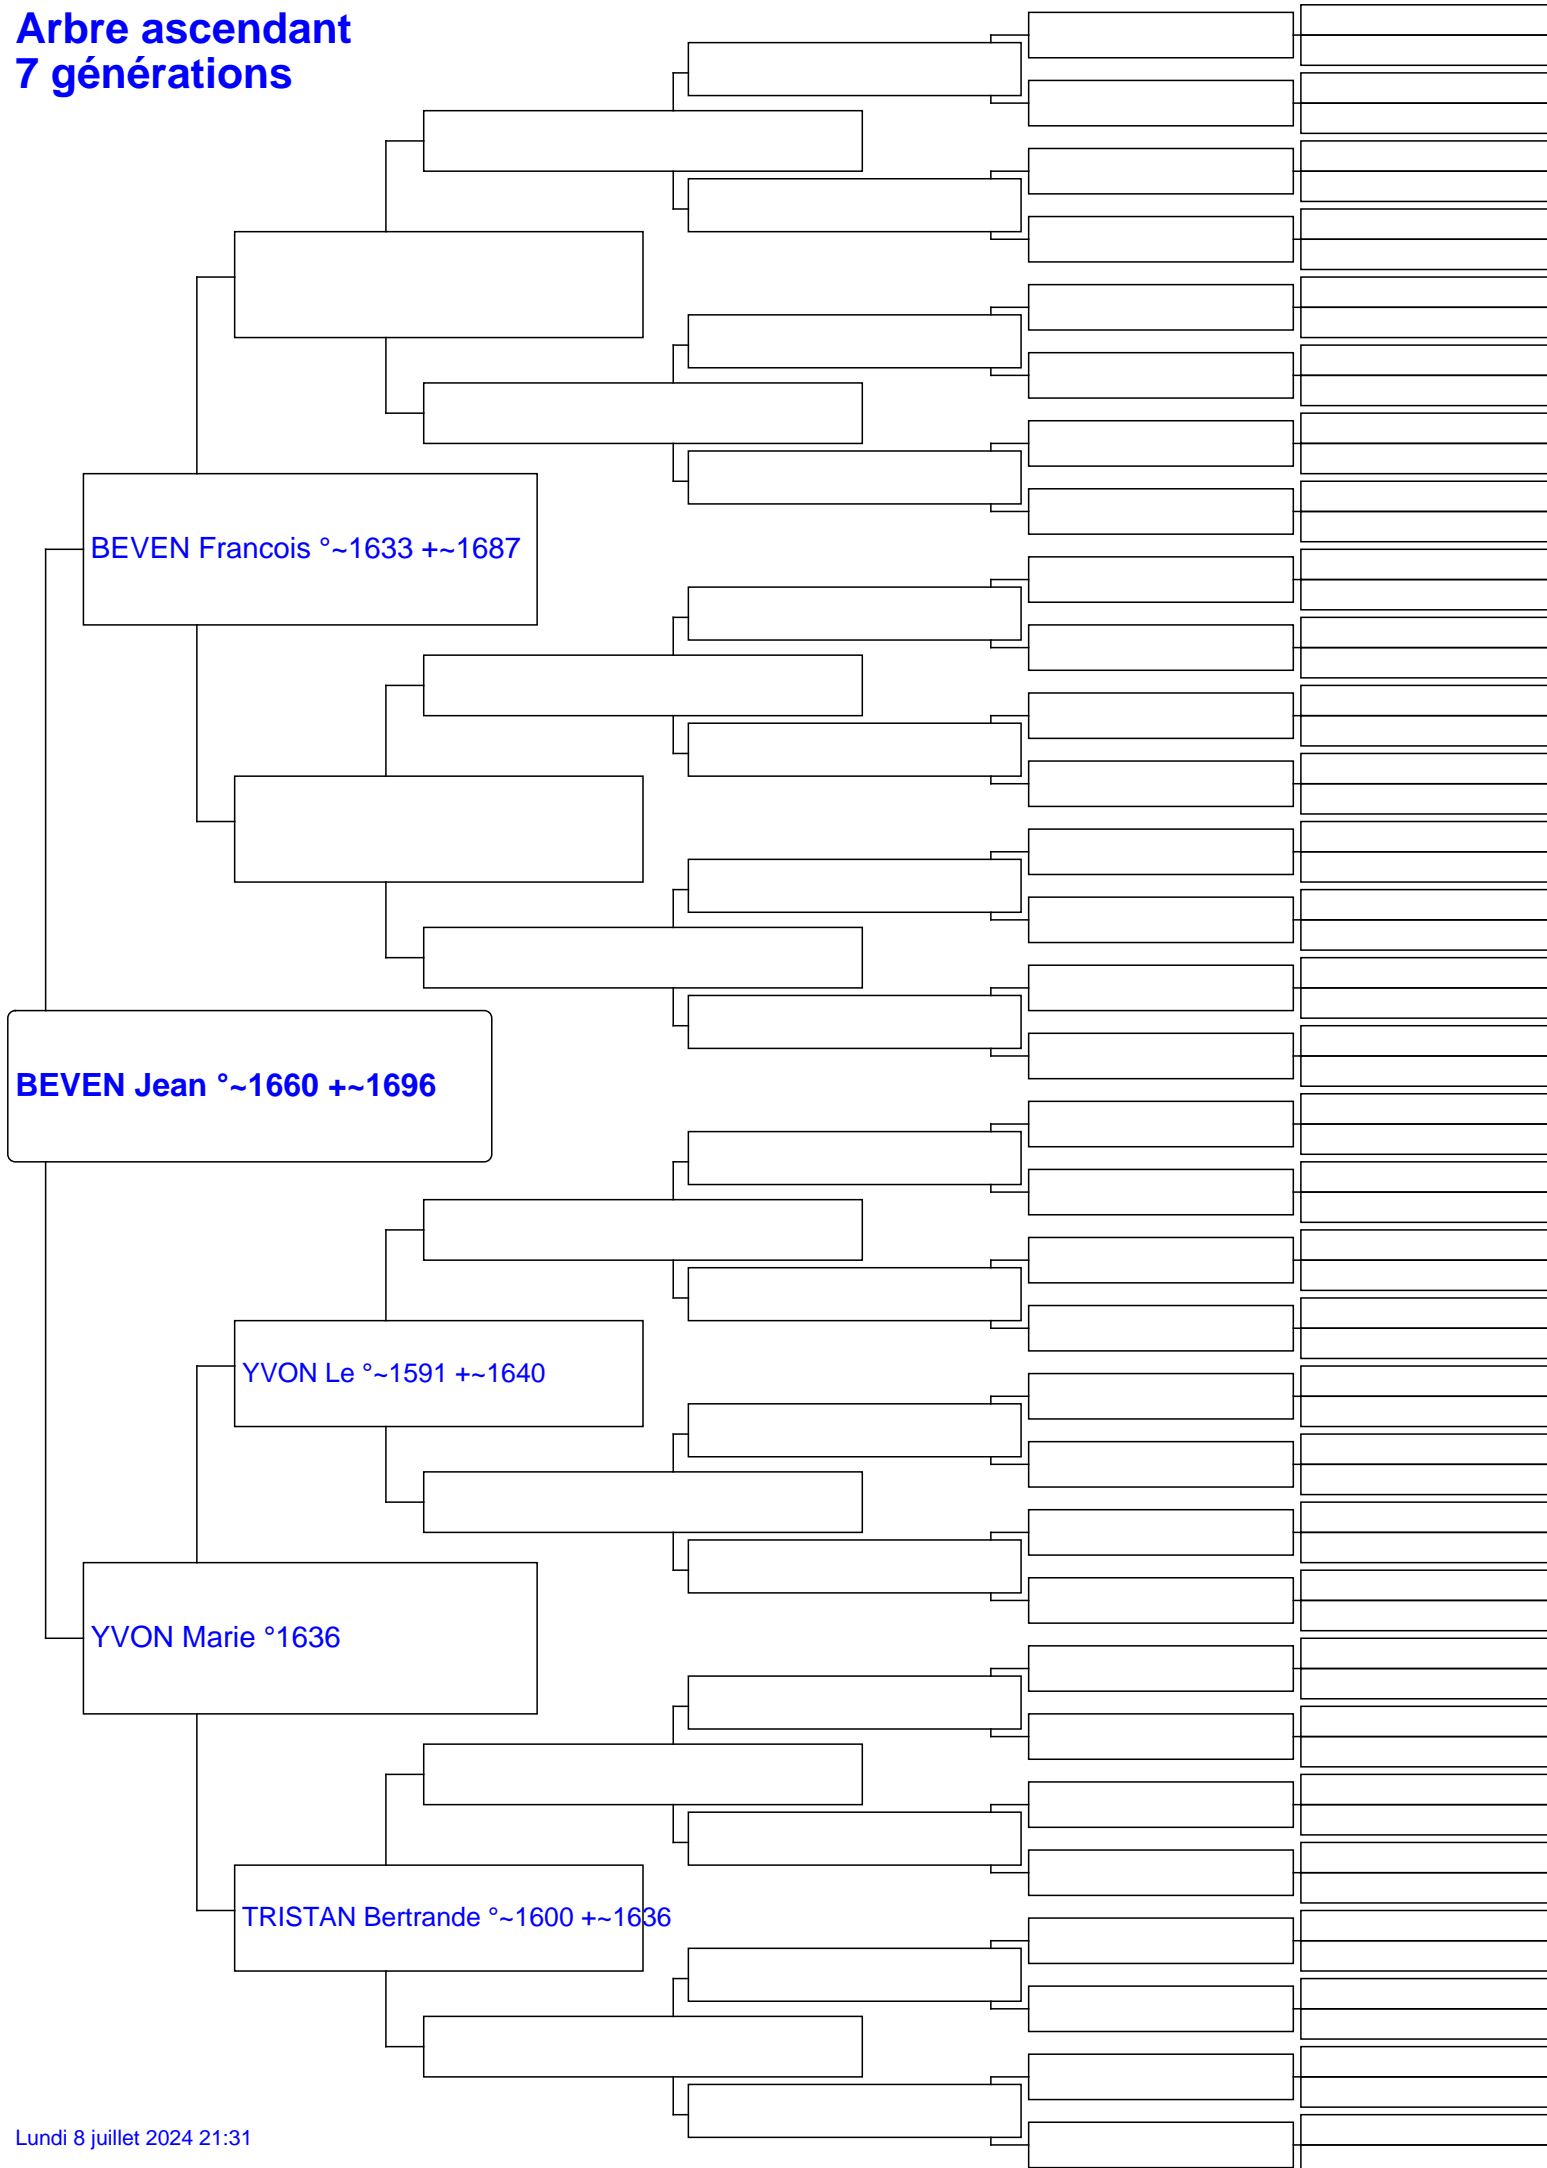 Arbre ascendant
7 générations
BEVEN Francois °~1633 +~1687
BEVEN Jean °~1660 +~1696
YVON Le °~1591 +~1640
YVON Marie °1636
TRISTAN Bertrande °~1600 +~1636
Lundi 8 juillet 2024 21:31